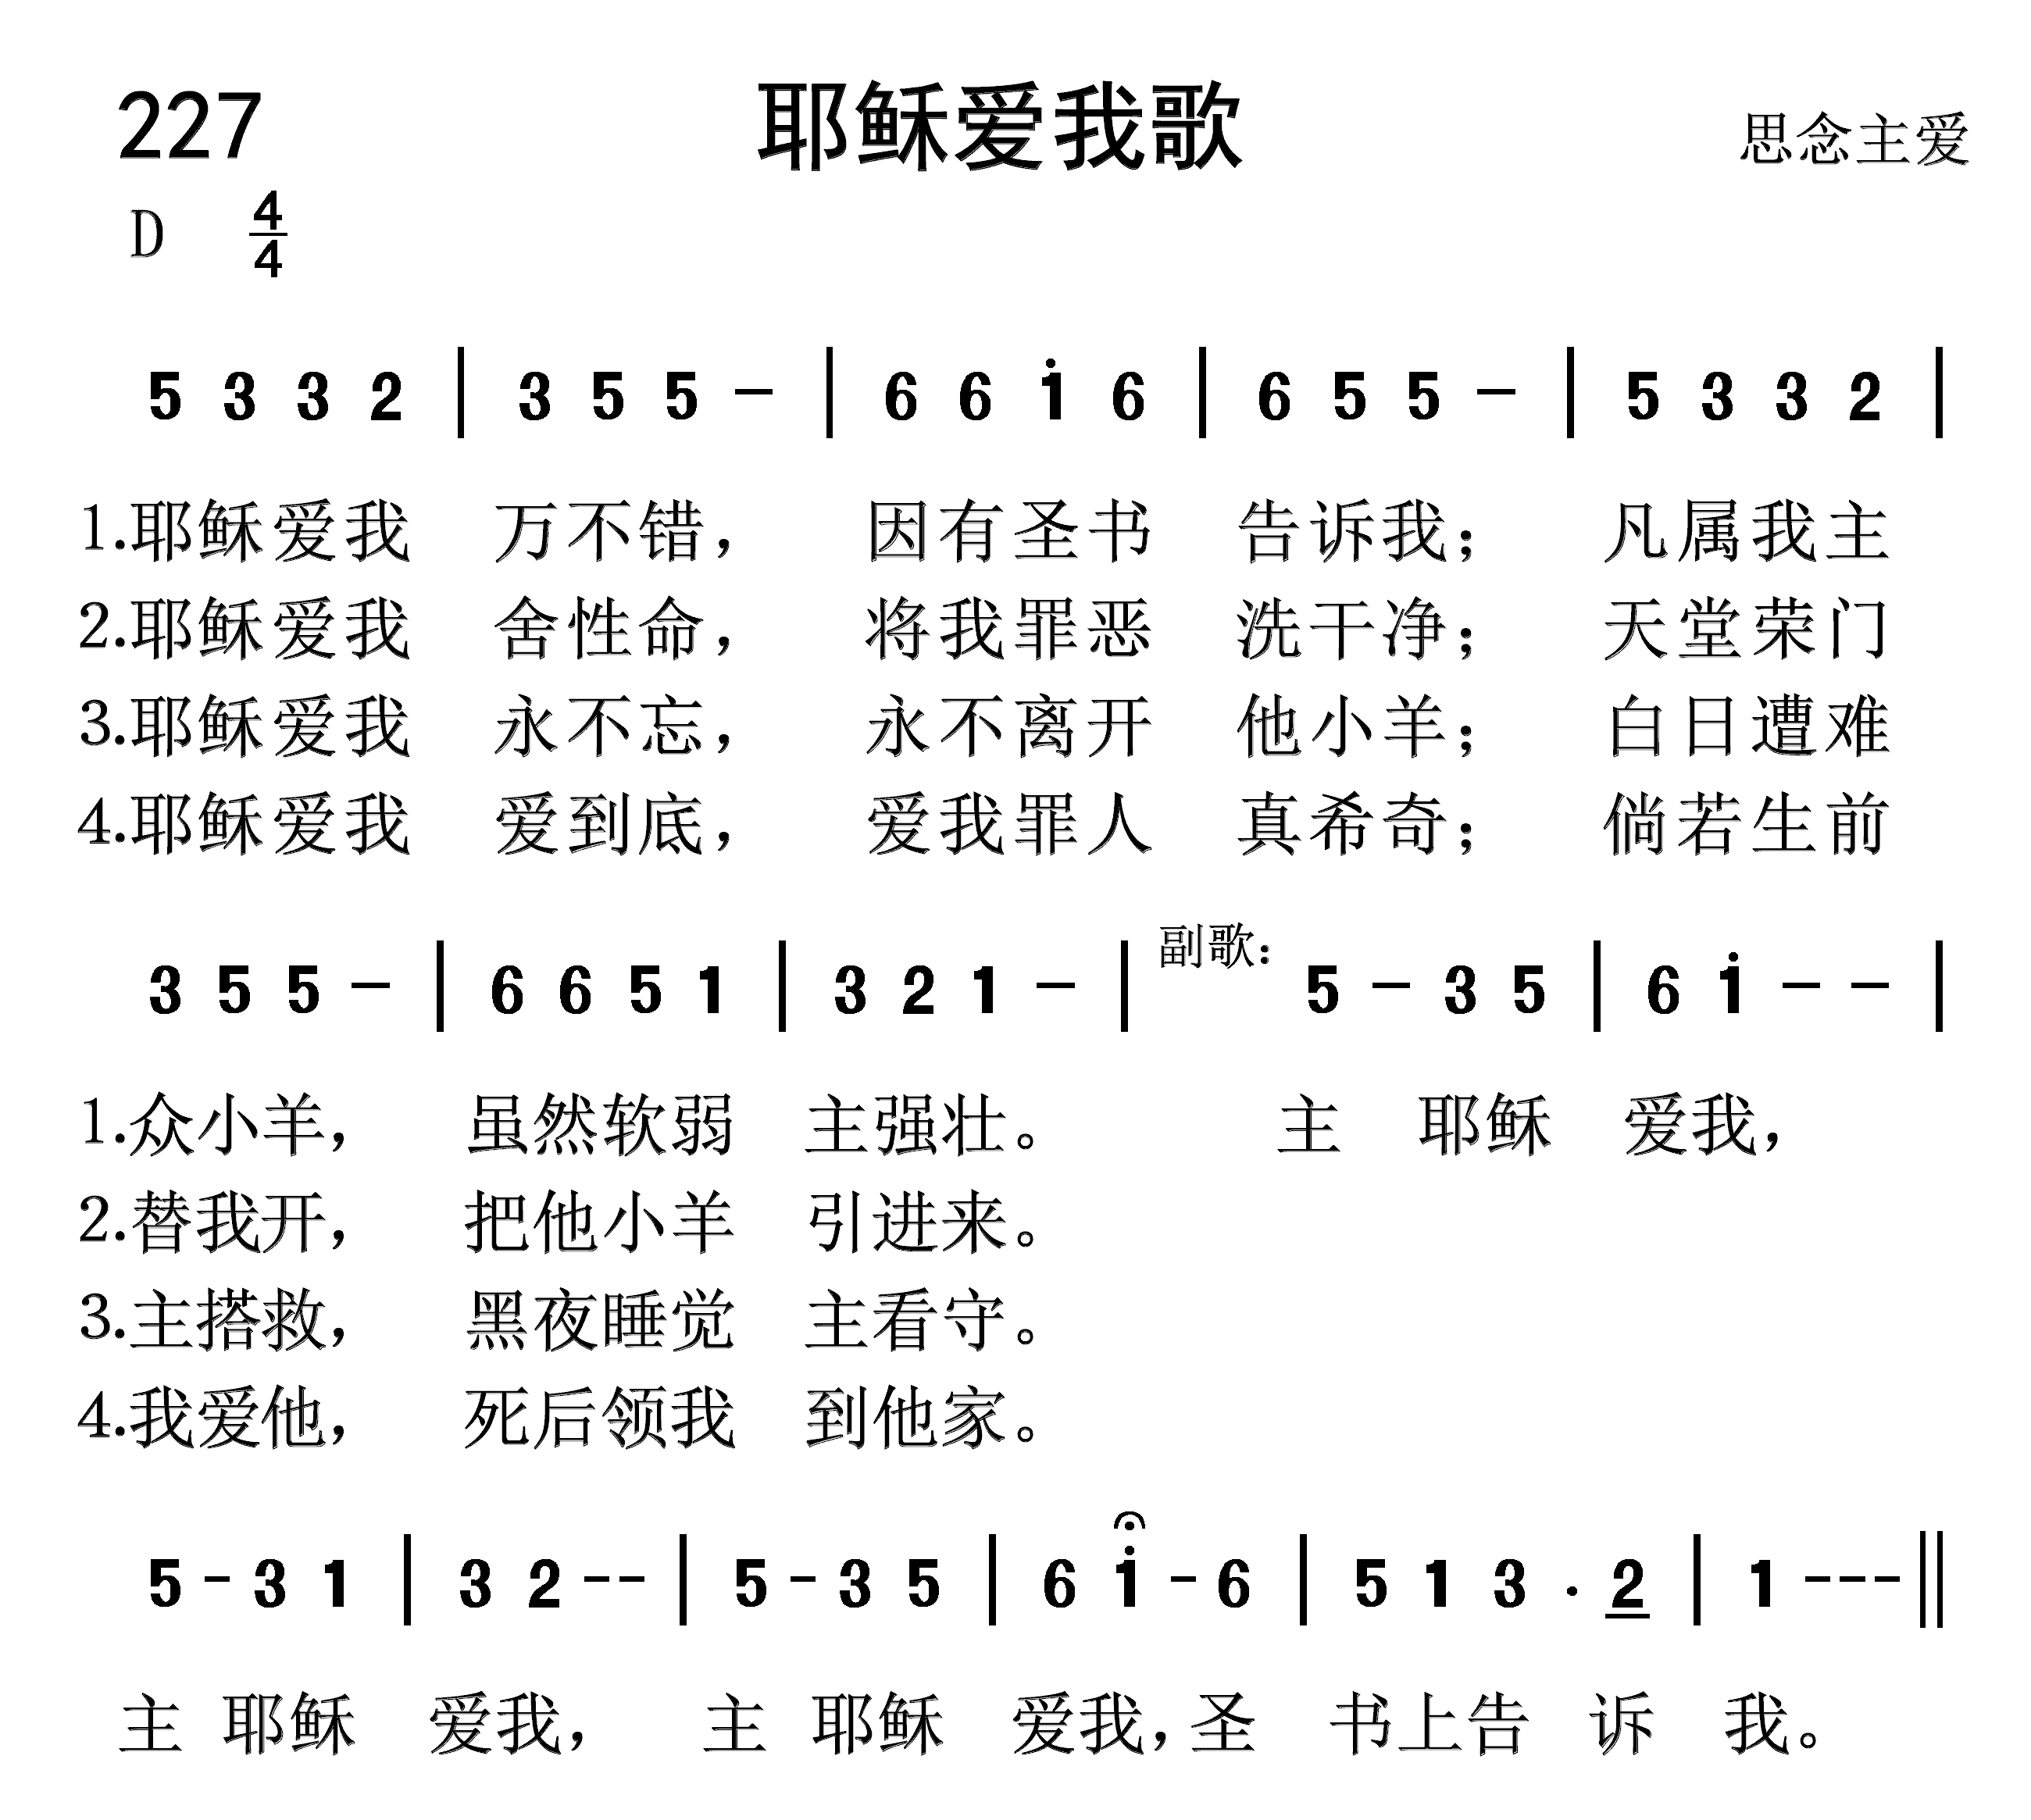 227 耶稣爱我歌 思念主爱
D 4/4
5 3 3 2 | 3 5 5 － | 6 6 i 6 | 6 5 5 － | 5 3 3 2 |
1.耶稣爱我 万不错， 因有圣书 告诉我； 凡属我主
2.耶稣爱我 舍性命， 将我罪恶 洗干净； 天堂荣门
3.耶稣爱我 永不忘， 永不离开 他小羊； 白日遭难
4.耶稣爱我 爱到底， 爱我罪人 真希奇； 倘若生前
3 5 5 － | 6 6 5 1 | 3 2 1 － | 副歌： 5 － 3 5 | 6 i － － |
1.众小羊， 虽然软弱 主强壮。 主 耶稣 爱我，
2.替我开， 把他小羊 引进来。
3.主搭救， 黑夜睡觉 主看守。
4.我爱他， 死后领我 到他家。
5 - 3 1 | 3 2 - - | 5 - 3 5 | 6 i - 6 | 5 1 3 · 2 | 1 - - - ||
主 耶稣 爱我， 主 耶稣 爱我，圣 书上告 诉 我。